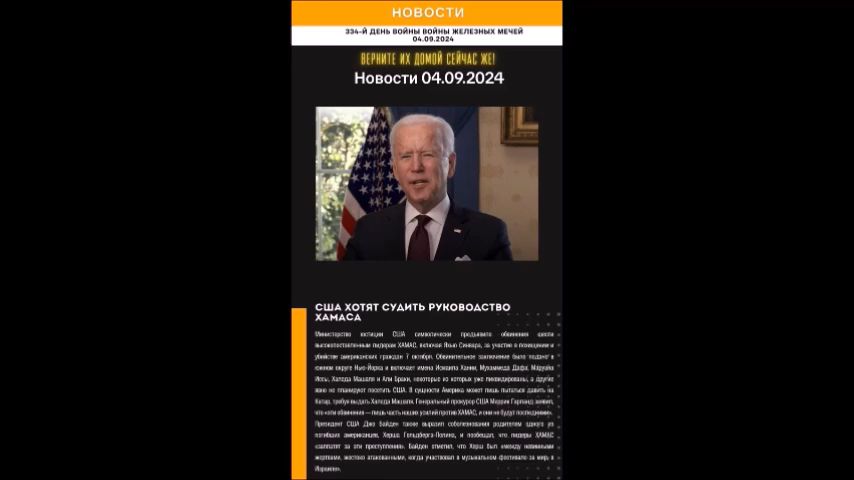 НОВОСТИ
334-Й ДЕНЬ ВОЙНЫ ВОЙНЫ ЖЕЛЕЗНЫХ МЕЧЕЙ
04.09.2024
ВЕРНИТЕ ИХ ДОМОЙ СЕЙЧАС ЖЕ!
Новости 04.09.2024
США ХОТЯТ СУДИТЬ РУКОВОДСТВО
ХАМАСА
Министерство юстиции США символически предъявило обвинения шести
высокопоставленным лидерам ХАМАС, включая Яхью Синвара, за участие в похищении и
убийстве американских граждан 7 октября. Обвинительное заключение было подано в
южном округе Нью-Йорка и включает имена Исмаила Хании, Мухаммеда Дафа, Маруана
Иссы, Халеда Машаля и Али Браки, некоторые из которых уже ликвидированы, а другие
явно не планируют посетить США. В сущности Америка может лишь пытаться давить на
Катар, требуя выдать Халеда Машаля. Генеральный прокурор США Меррик Гарланд заявил,
что «эти обвинения — лишь часть наших усилий против ХАМАС, и они не будут последними».
Президент США Джо Байден также выразил соболезнования родителям одного из
погибших американцев, Херша Гольдберга-Полина, и пообещал, что лидеры ХАМАС
«заплатят за эти преступления». Байден отметил, что Херш был «между невинными
жертвами, жестоко атакованными, когда участвовал в музыкальном фестивале за мир в
Израиле».